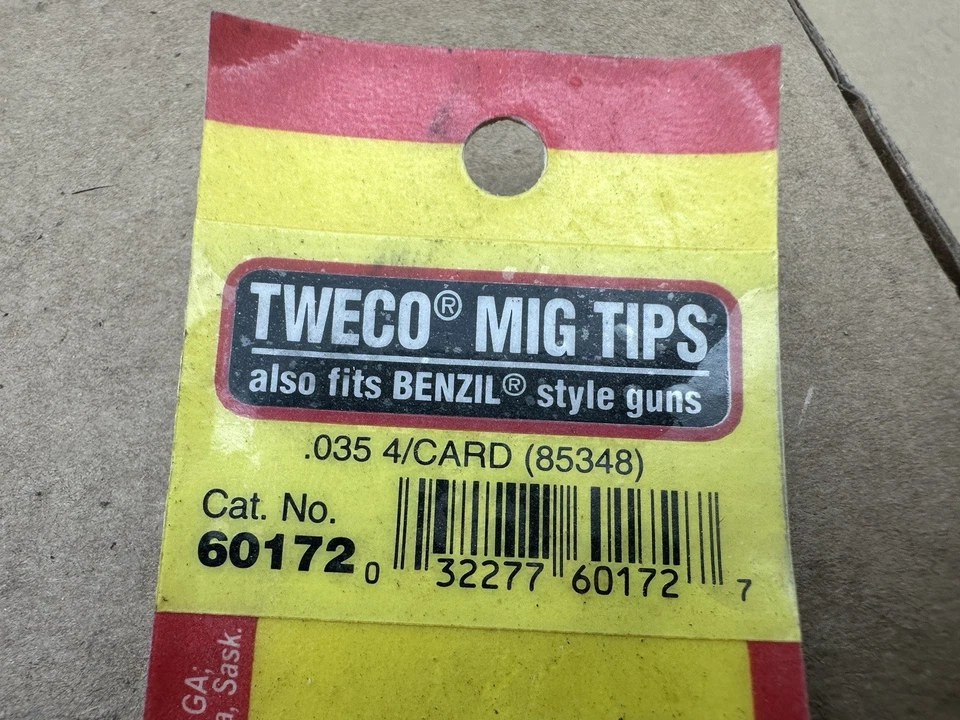 TWECO® MIG TIPS
also fits BENZIL® style guns
.035 4/CARD (85348)
Cat. No.
60172
0 32277 60172 7
GA;
a, Sask.